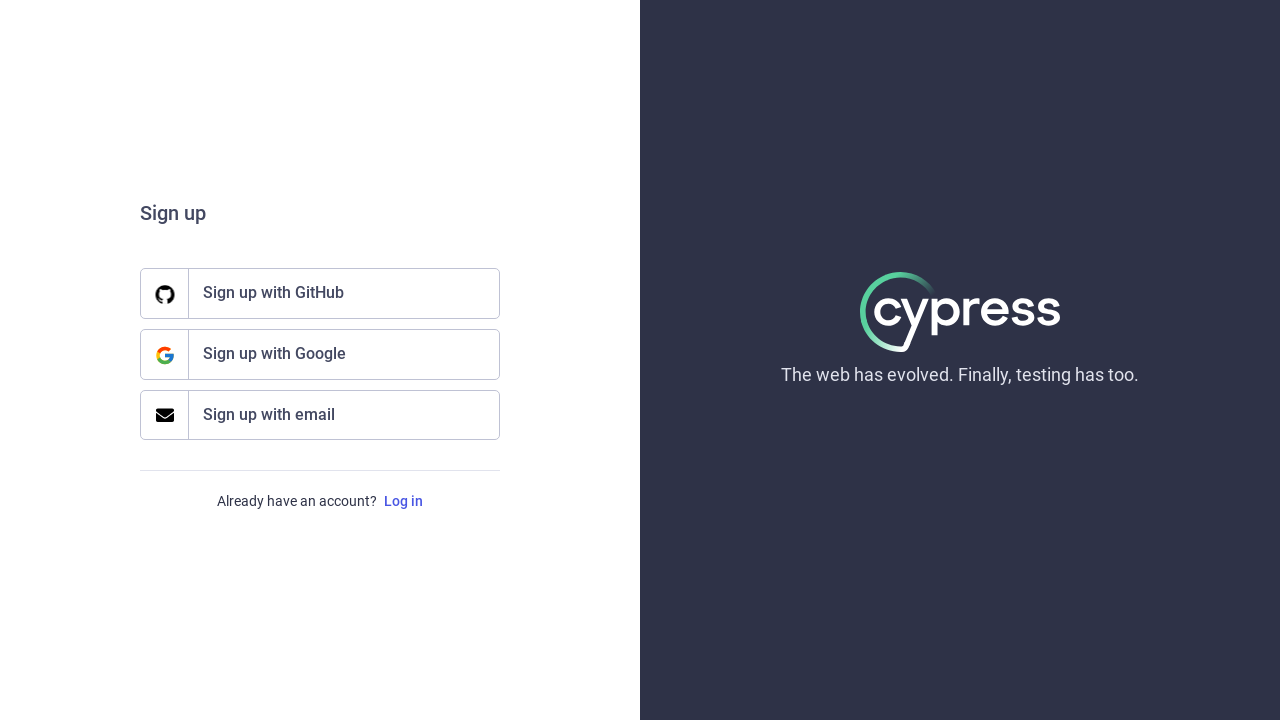 Sign up
Sign up with GitHub
Sign up with Google
Sign up with email
Already have an account? Log in
cypress
The web has evolved. Finally, testing has too.